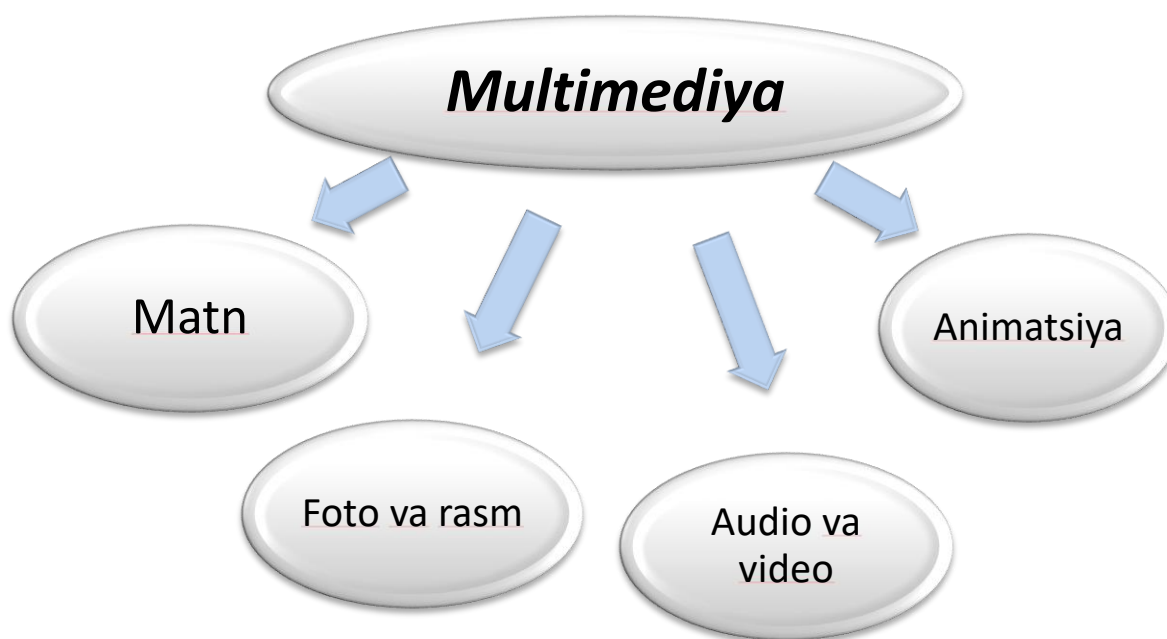 Multimediya
Matn
Animatsiya
Foto va rasm
Audio va
video